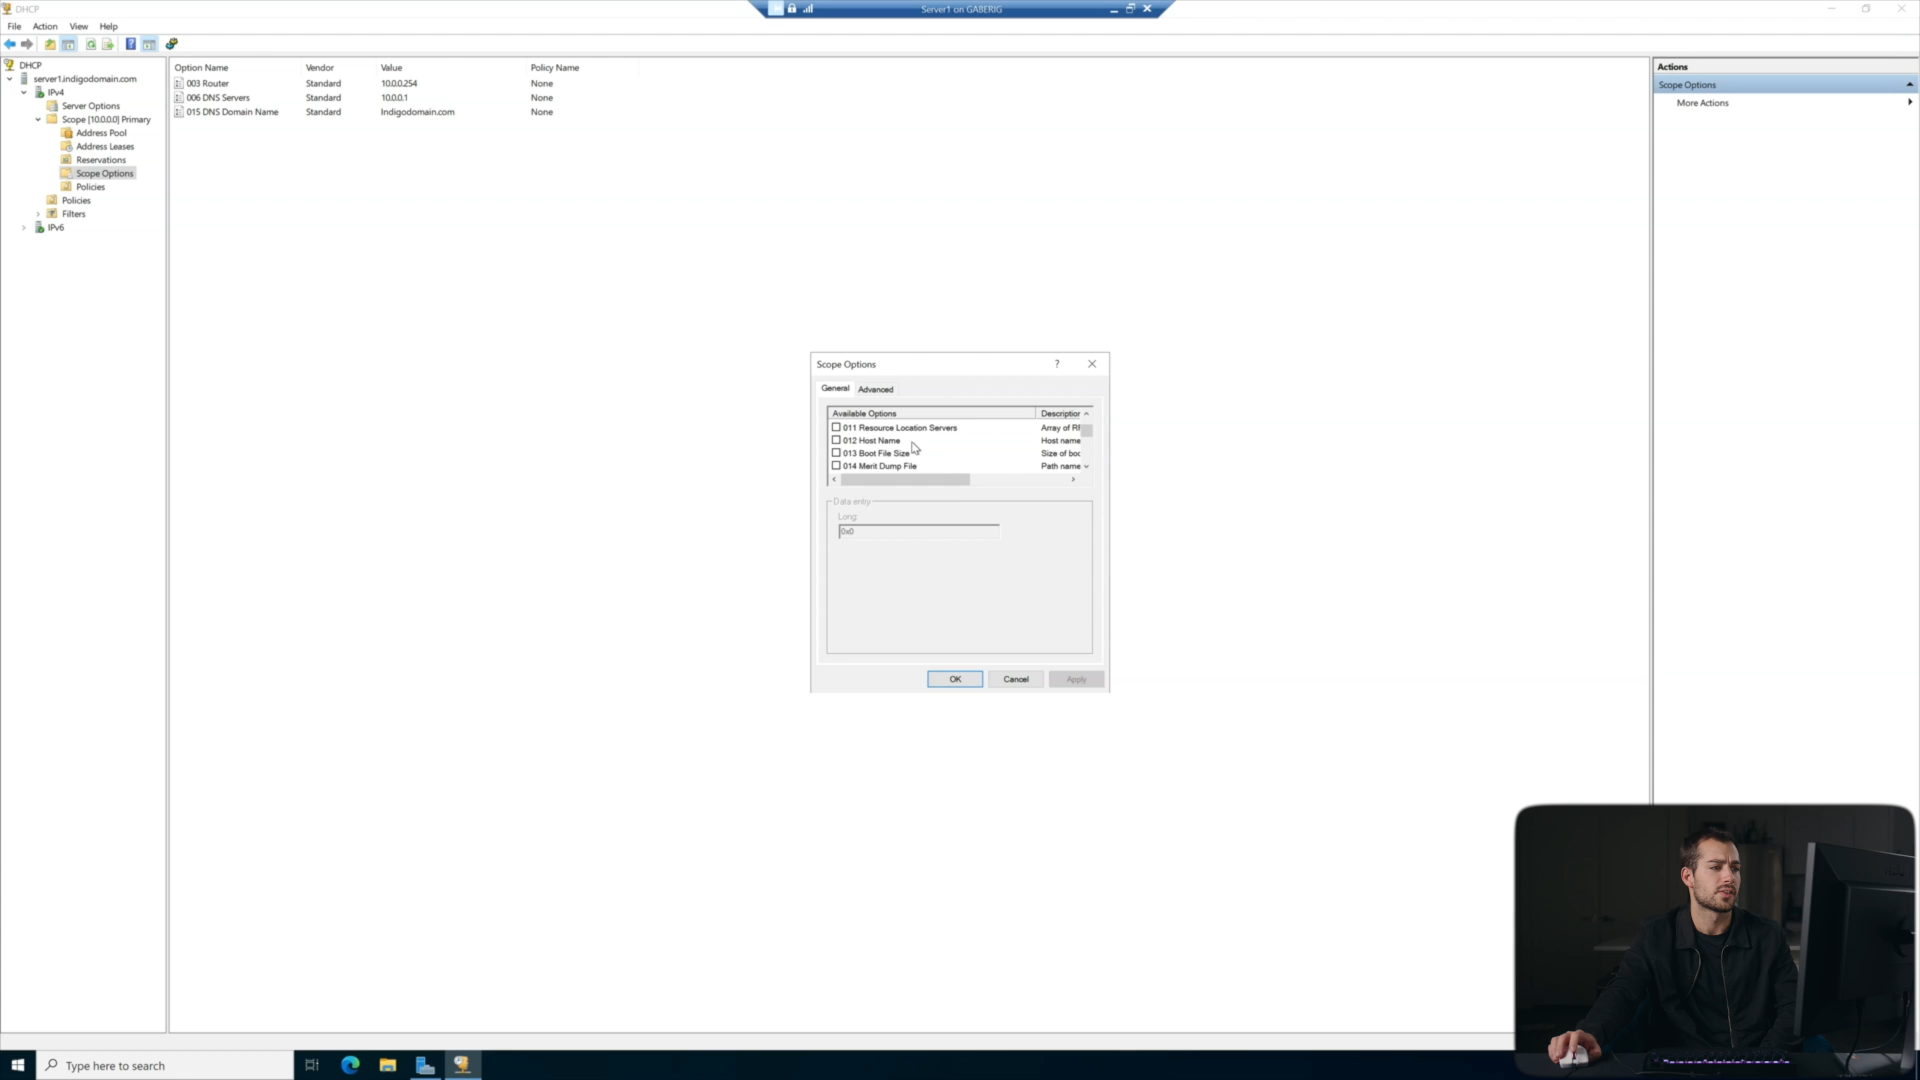 DHCP
Server1 on GABERIG
File Action View Help
DHCP
server1.indigodomain.com
IPv4
Server Options
Scope [10.0.0.0] Primary
Address Pool
Address Leases
Reservations
Scope Options
Policies
Policies
Filters
IPv6
Option Name Vendor Value Policy Name
003 Router Standard 10.0.0.254 None
006 DNS Servers Standard 10.0.0.1 None
015 DNS Domain Name Standard Indigodomain.com None
Actions
Scope Options
More Actions
Scope Options
General Advanced
Available Options Description
011 Resource Location Servers Array of RF
012 Host Name Host name
013 Boot File Size Size of boo
014 Merit Dump File Path name
Data entry
Long:
0x0
OK Cancel Apply
Type here to search